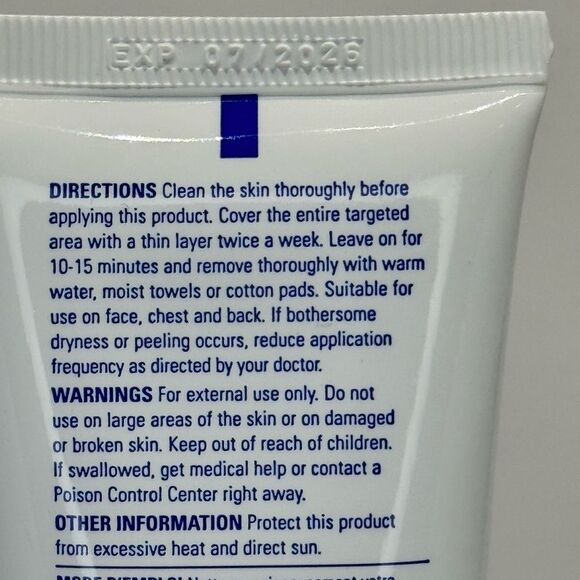 EXP 07/2026
DIRECTIONS Clean the skin thoroughly before
applying this product. Cover the entire targeted
area with a thin layer twice a week. Leave on for
10-15 minutes and remove thoroughly with warm
water, moist towels or cotton pads. Suitable for
use on face, chest and back. If bothersome
dryness or peeling occurs, reduce application
frequency as directed by your doctor.
WARNINGS For external use only. Do not
use on large areas of the skin or on damaged
or broken skin. Keep out of reach of children.
If swallowed, get medical help or contact a
Poison Control Center right away.
OTHER INFORMATION Protect this product
from excessive heat and direct sun.
MODE D'EMPLOI